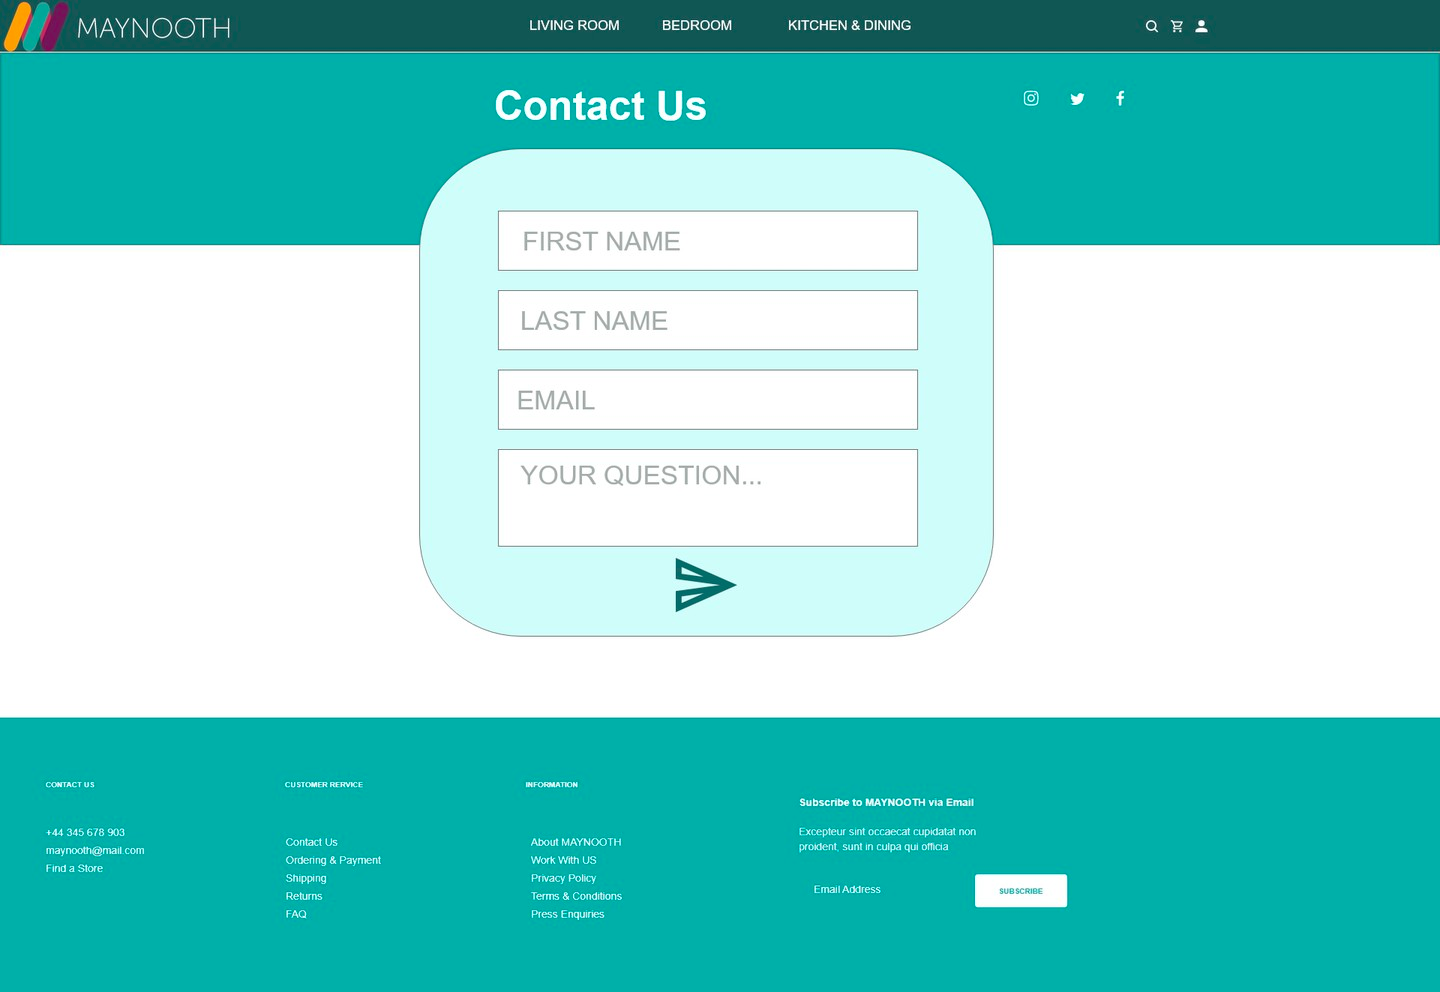 MAYNOOTH
LIVING ROOM
BEDROOM
KITCHEN & DINING
Contact Us
FIRST NAME
LAST NAME
EMAIL
YOUR QUESTION...
CONTACT US
+44 345 678 903
maynooth@mail.com
Find a Store
CUSTOMER RERVICE
Contact Us
Ordering & Payment
Shipping
Returns
FAQ
INFORMATION
About MAYNOOTH
Work With US
Privacy Policy
Terms & Conditions
Press Enquiries
Subscribe to MAYNOOTH via Email
Excepteur sint occaecat cupidatat non
proident, sunt in culpa qui officia
Email Address
SUBSCRIBE